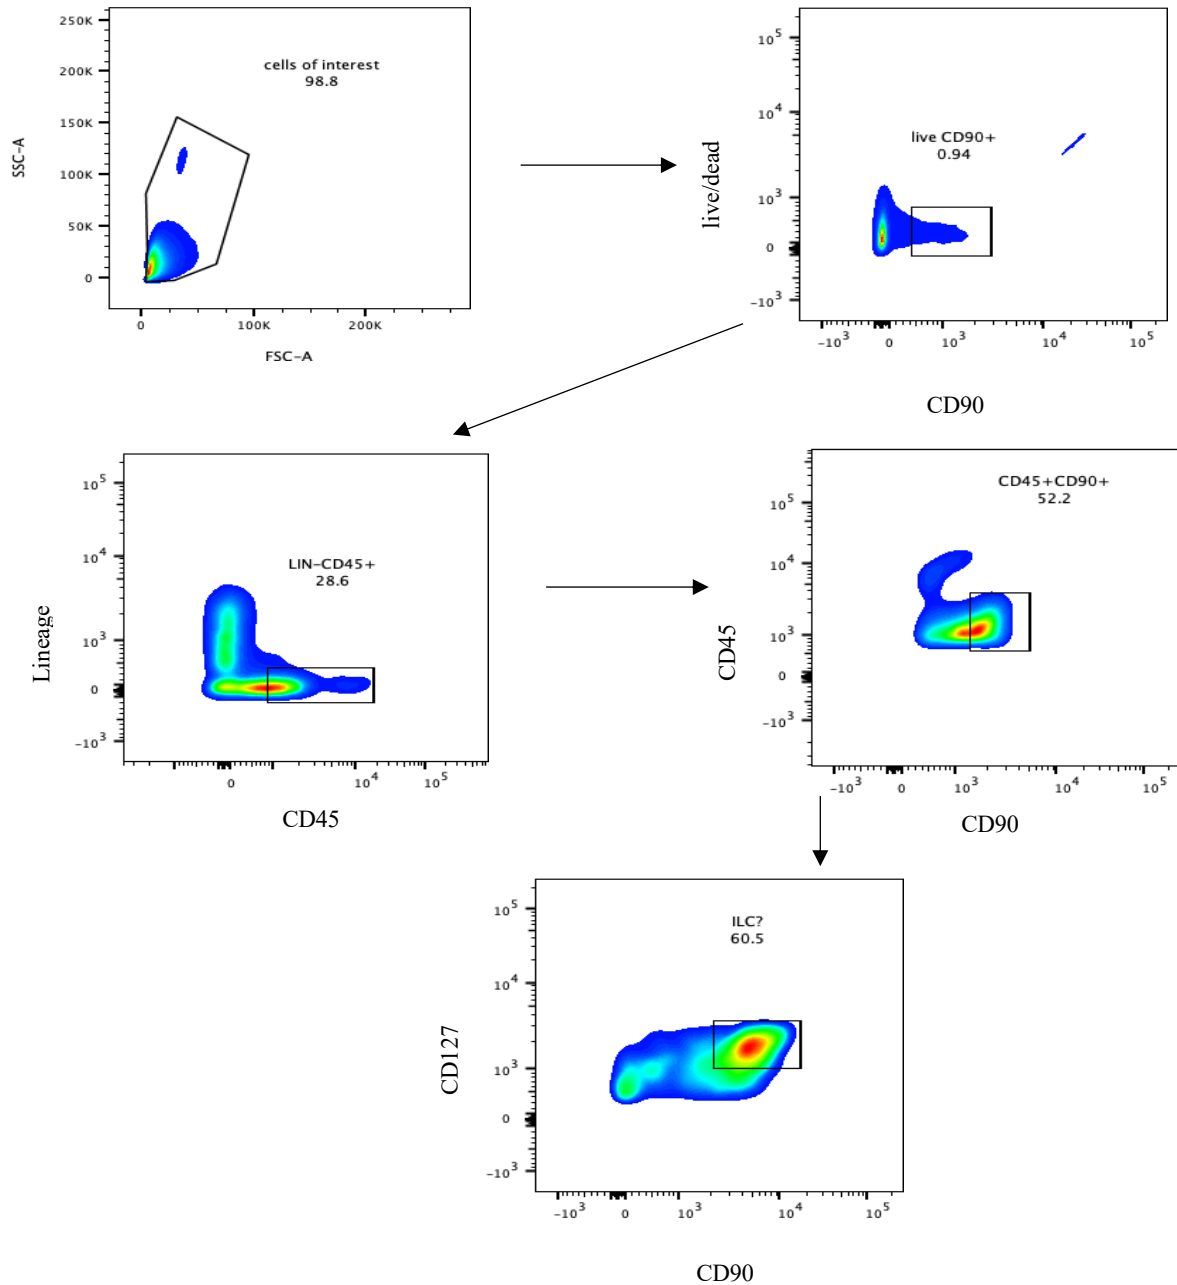 250K
200K
150K
100K
50K
0
SSC-A
cells of interest
98.8
0
100K
200K
FSC-A
10^5
10^4
10^3
0
-10^3
live/dead
live CD90+
0.94
-10^3
0
10^3
10^4
10^5
CD90
10^5
10^4
10^3
0
-10^3
Lineage
LIN-CD45+
28.6
0
10^4
10^5
CD45
10^5
10^4
10^3
0
-10^3
CD45
CD45+CD90+
52.2
-10^3
0
10^3
10^4
10^5
CD90
10^5
10^4
10^3
0
-10^3
CD127
ILC?
60.5
-10^3
0
10^3
10^4
10^5
CD90